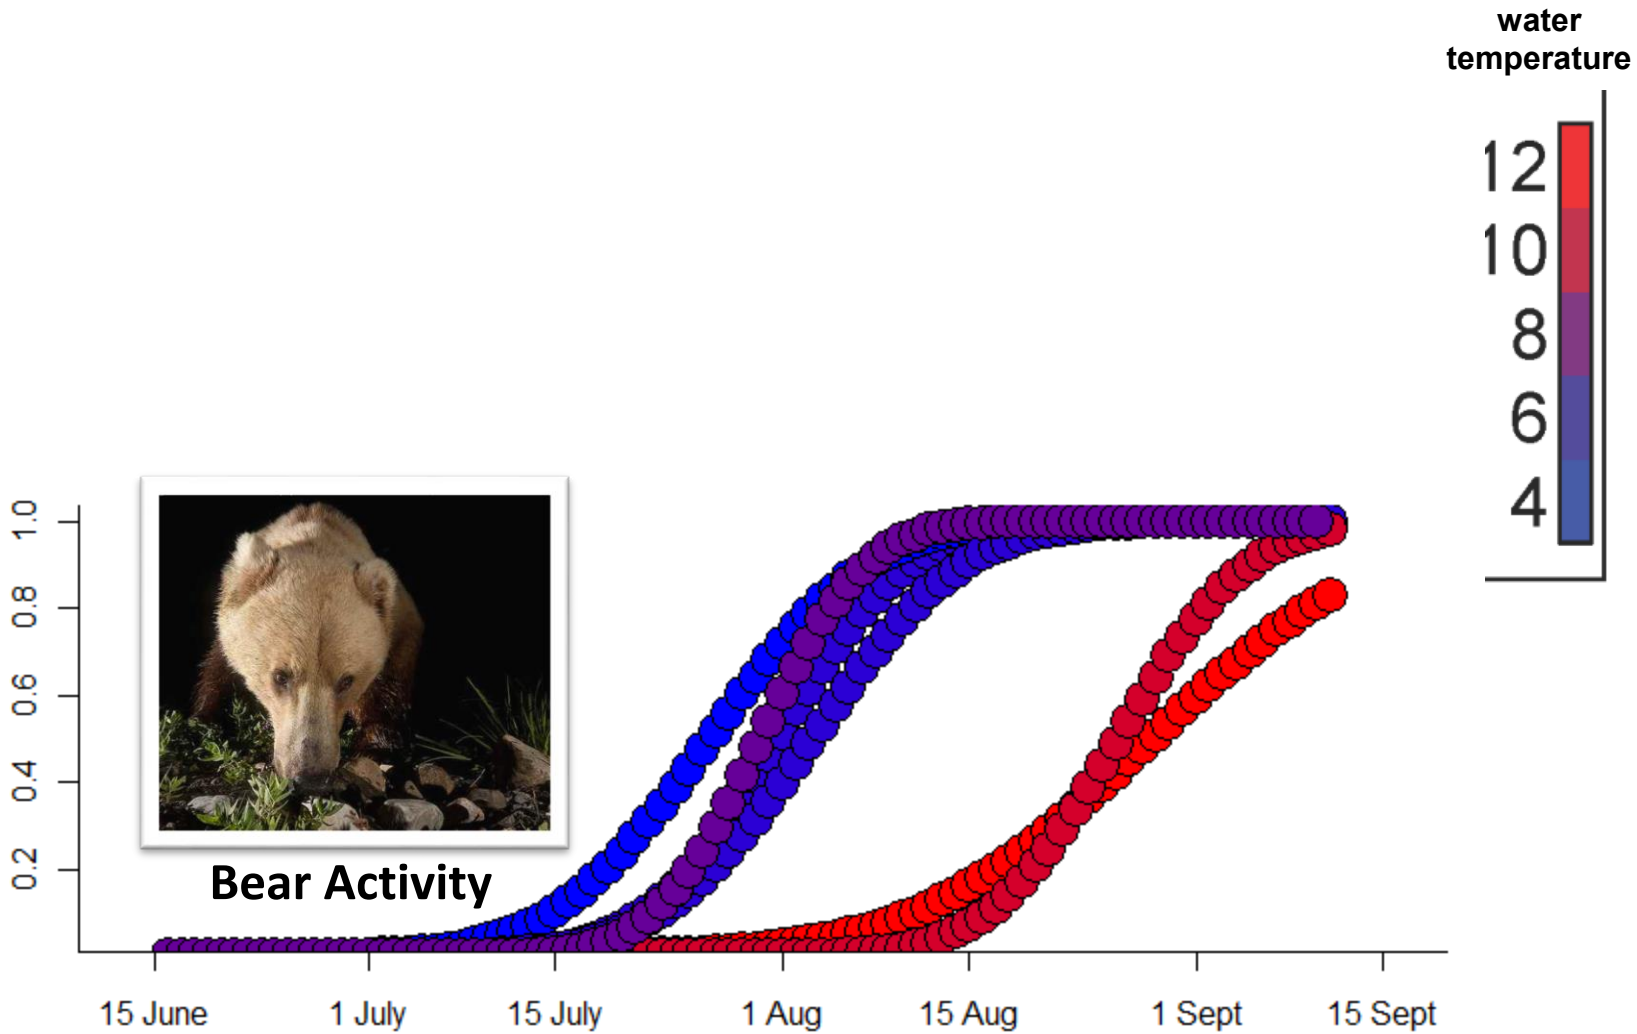 water
temperature
12
10
8
6
4
1.0
0.8
0.6
0.4
0.2
Bear Activity
15 June
1 July
15 July
1 Aug
15 Aug
1 Sept
15 Sept